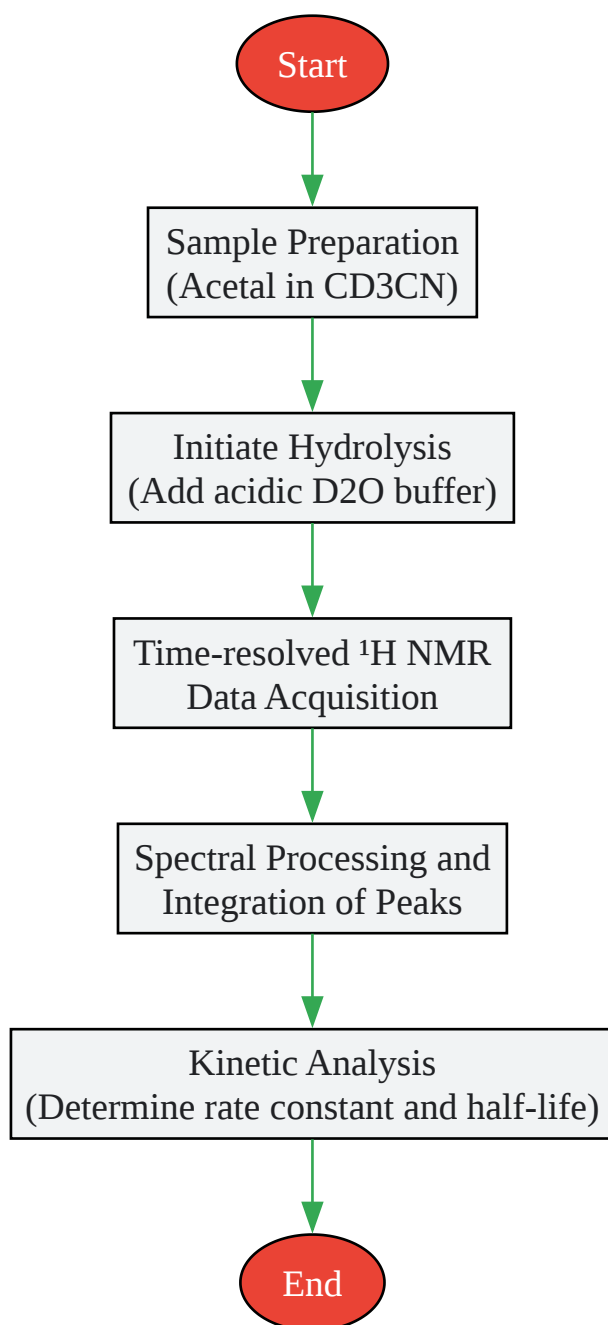 Start
Sample Preparation
(Acetal in CD3CN)
Initiate Hydrolysis
(Add acidic D2O buffer)
Time-resolved ¹H NMR
Data Acquisition
Spectral Processing and
Integration of Peaks
Kinetic Analysis
(Determine rate constant and half-life)
End